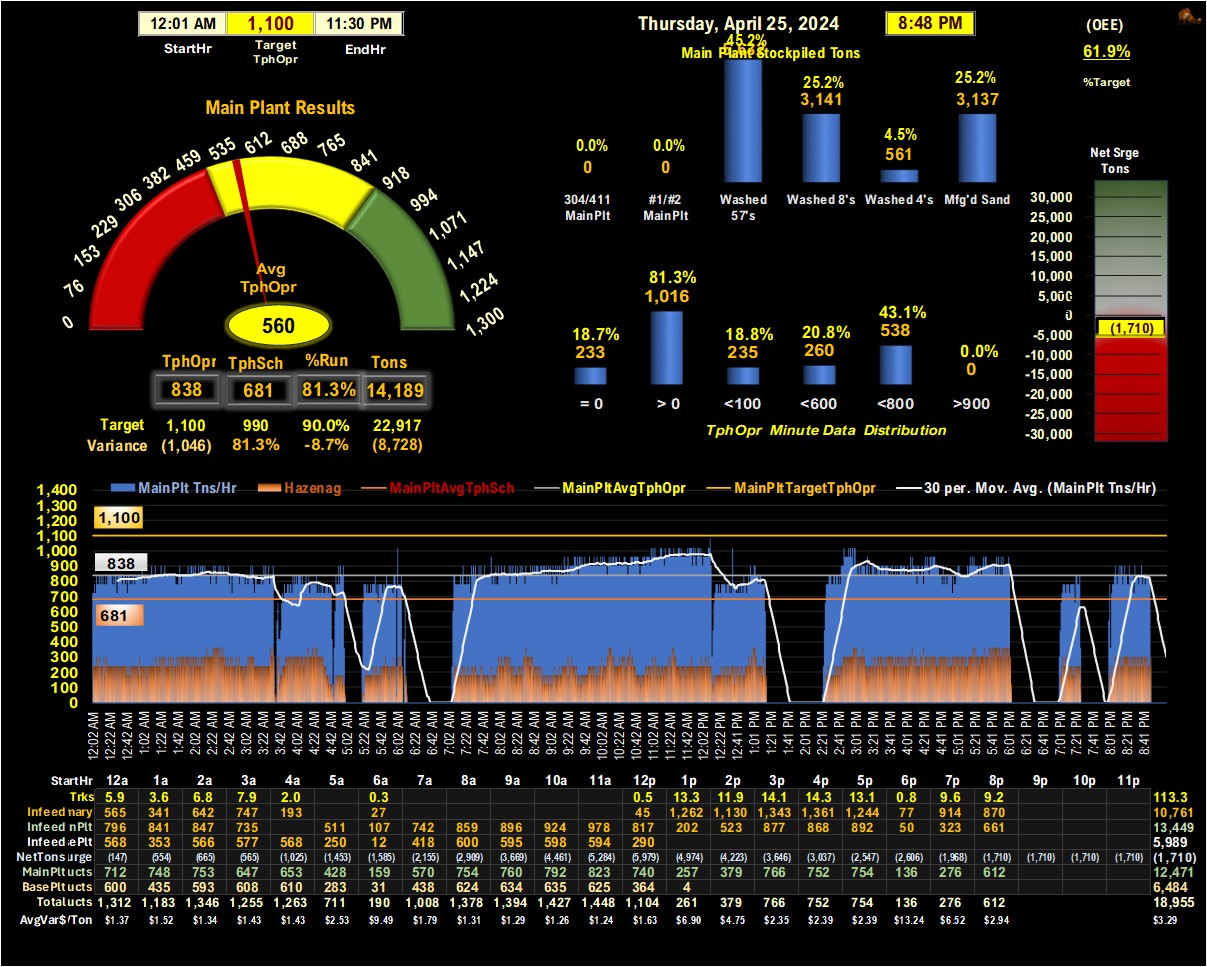 12:01 AM 1,100 11:30 PM
StartHr Target TphOpr EndHr
Thursday, April 25, 2024 8:48 PM
(OEE)
61.9%
%Target
Main Plant Stockpiled Tons
45.2%
0.0% 0.0% 25.2% 4.5% 25.2%
0 0 3,141 561 3,137
304/411 MainPlt #1/#2 MainPlt Washed 57's Washed 8's Washed 4's Mfg'd Sand
Main Plant Results
0 76 153 229 306 382 459 535 612 688 765 841 918 994 1,071 1,147 1,224 1,300
Avg
TphOpr
560
TphOpr TphSch %Run Tons
838 681 81.3% 14,189
Target 1,100 990 90.0% 22,917
Variance (1,046) 81.3% -8.7% (8,728)
18.7% 81.3% 18.8% 20.8% 43.1% 0.0%
233 1,016 235 260 538 0
= 0 > 0 <100 <600 <800 >900
TphOpr Minute Data Distribution
Net Srge
Tons
30,000
25,000
20,000
15,000
10,000
5,000
0
(1,710)
-5,000
-10,000
-15,000
-20,000
-25,000
-30,000
MainPlt Tns/Hr Hazenag MainPltAvgTphSch MainPltAvgTphOpr MainPltTargetTphOpr 30 per. Mov. Avg. (MainPlt Tns/Hr)
1,400
1,300
1,200
1,100
1,000
900
800
700
600
500
400
300
200
100
0
1,100
838
681
12:02 AM 12:22 AM 12:42 AM 1:02 AM 1:22 AM 1:42 AM 2:02 AM 2:22 AM 2:42 AM 3:02 AM 3:22 AM 3:42 AM 4:02 AM 4:22 AM 4:42 AM 5:02 AM 5:22 AM 5:42 AM 6:02 AM 6:22 AM 6:42 AM 7:02 AM 7:22 AM 7:42 AM 8:02 AM 8:22 AM 8:42 AM 9:02 AM 9:22 AM 9:42 AM 10:02 AM 10:22 AM 10:42 AM 11:02 AM 11:22 AM 11:42 AM 12:02 PM 12:21 PM 12:41 PM 1:01 PM 1:21 PM 1:41 PM 2:01 PM 2:21 PM 2:41 PM 3:01 PM 3:21 PM 3:41 PM 4:01 PM 4:21 PM 4:41 PM 5:01 PM 5:21 PM 5:41 PM 6:01 PM 6:21 PM 6:41 PM 7:01 PM 7:21 PM 7:41 PM 8:01 PM 8:21 PM 8:41 PM
StartHr 12a 1a 2a 3a 4a 5a 6a 7a 8a 9a 10a 11a 12p 1p 2p 3p 4p 5p 6p 7p 8p 9p 10p 11p
Trks 5.9 3.6 6.8 7.9 2.0 0.3 0.5 13.3 11.9 14.1 14.3 13.1 0.8 9.6 9.2 113.3
Infeed mary 565 341 642 747 193 27 45 1,262 1,130 1,343 1,361 1,244 77 914 870 10,761
Infeed nPlt 796 841 847 735 511 107 742 859 896 924 978 817 202 523 877 868 892 50 323 661 13,449
Infeed ePlt 568 353 566 577 568 250 12 418 600 595 598 594 290 5,989
NetTons urge (147) (554) (665) (565) (1,025) (1,453) (1,585) (2,155) (2,909) (3,669) (4,461) (5,284) (5,979) (4,974) (4,223) (3,646) (3,037) (2,547) (2,606) (1,968) (1,710) (1,710) (1,710) (1,710) (1,710)
MainPlt ucts 712 748 753 647 653 428 159 570 754 760 792 823 740 257 379 766 752 754 136 276 612 12,471
BasePlt ucts 600 435 593 608 610 283 31 438 624 634 635 625 364 4 6,484
Total ucts 1,312 1,183 1,346 1,255 1,263 711 190 1,008 1,378 1,394 1,427 1,448 1,104 261 379 766 752 754 136 276 612 18,955
AvgVar$/Ton $1.37 $1.52 $1.34 $1.43 $1.43 $2.53 $9.49 $1.79 $1.31 $1.29 $1.26 $1.24 $1.63 $6.90 $4.75 $2.35 $2.39 $2.39 $13.24 $6.52 $2.94 $3.29